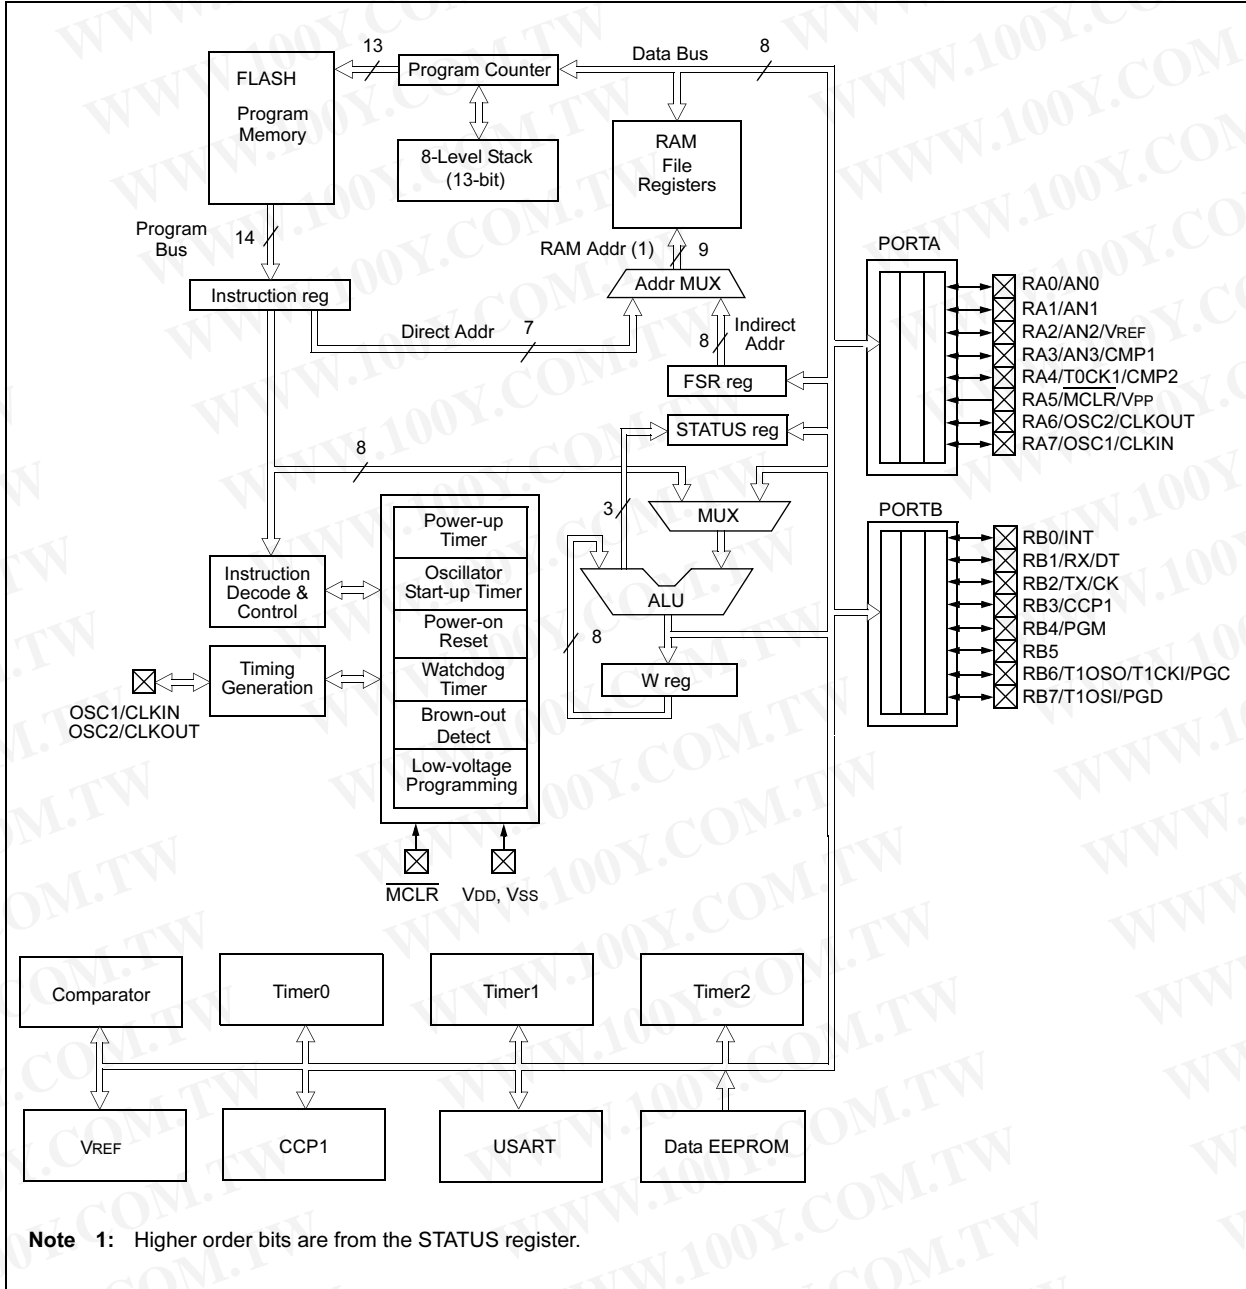 FLASH
Program
Memory
13
Program Counter
Data Bus
8
8-Level Stack
(13-bit)
RAM
File
Registers
Program
Bus
14
RAM Addr (1)
9
Addr MUX
Instruction reg
Direct Addr
7
8
Indirect
Addr
FSR reg
STATUS reg
8
3
MUX
ALU
8
W reg
Power-up
Timer
Oscillator
Start-up Timer
Power-on
Reset
Watchdog
Timer
Brown-out
Detect
Low-voltage
Programming
Instruction
Decode &
Control
Timing
Generation
OSC1/CLKIN
OSC2/CLKOUT
MCLR
VDD, VSS
PORTA
RA0/AN0
RA1/AN1
RA2/AN2/VREF
RA3/AN3/CMP1
RA4/T0CK1/CMP2
RA5/MCLR/VPP
RA6/OSC2/CLKOUT
RA7/OSC1/CLKIN
PORTB
RB0/INT
RB1/RX/DT
RB2/TX/CK
RB3/CCP1
RB4/PGM
RB5
RB6/T1OSO/T1CKI/PGC
RB7/T1OSI/PGD
Comparator
Timer0
Timer1
Timer2
VREF
CCP1
USART
Data EEPROM
Note 1: Higher order bits are from the STATUS register.
WWW.100Y.COM.TW